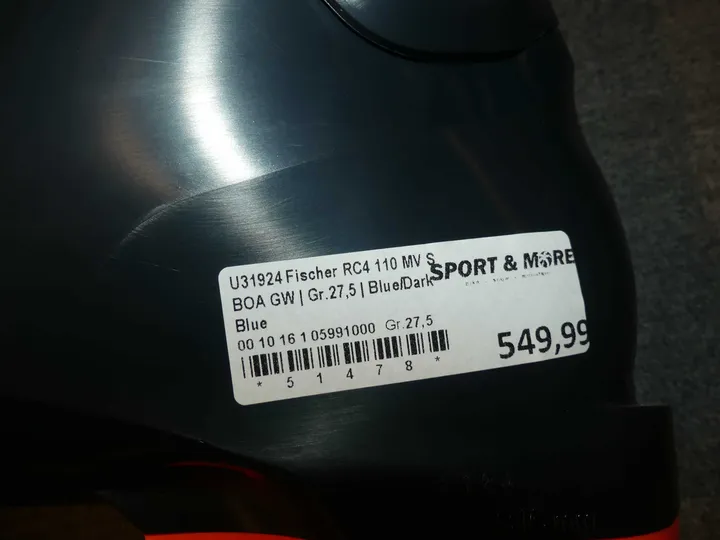 U31924 Fischer RC4 110 MV S
BOA GW | Gr.27,5 | Blue/Dark
Blue
SPORT & MORE
00 10 16 1 05991000 Gr.27,5
549,99
* 5 1 4 7 8 *